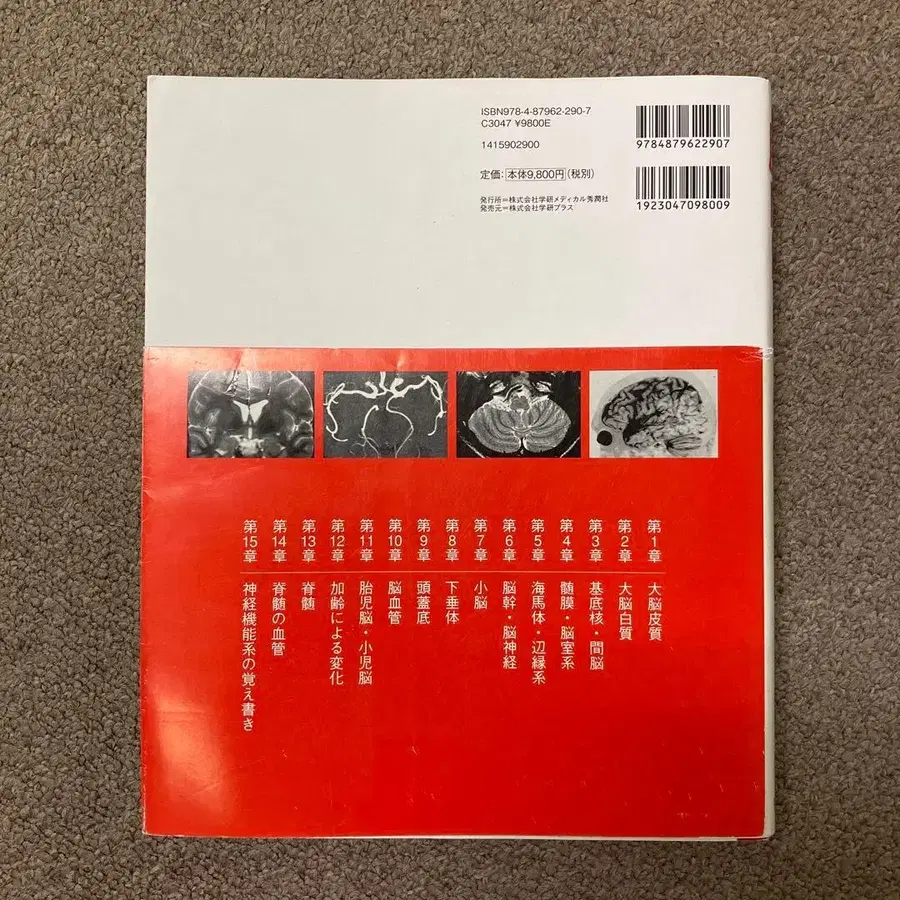 ISBN978-4-87962-290-7
C3047 ¥9800E
1415902900
定価：本体9,800円（税別）
発行所＝株式会社学研メディカル秀潤社
発売元＝株式会社学研プラス
9784879622907
1923047098009
第1章 大脳皮質
第2章 大脳白質
第3章 基底核・間脳
第4章 髄膜・脳室系
第5章 海馬体・辺縁系
第6章 脳幹・脳神経
第7章 小脳
第8章 下垂体
第9章 頭蓋底
第10章 脳血管
第11章 胎児脳・小児脳
第12章 加齢による変化
第13章 脊髄
第14章 脊髄の血管
第15章 神経機能系の覚え書き